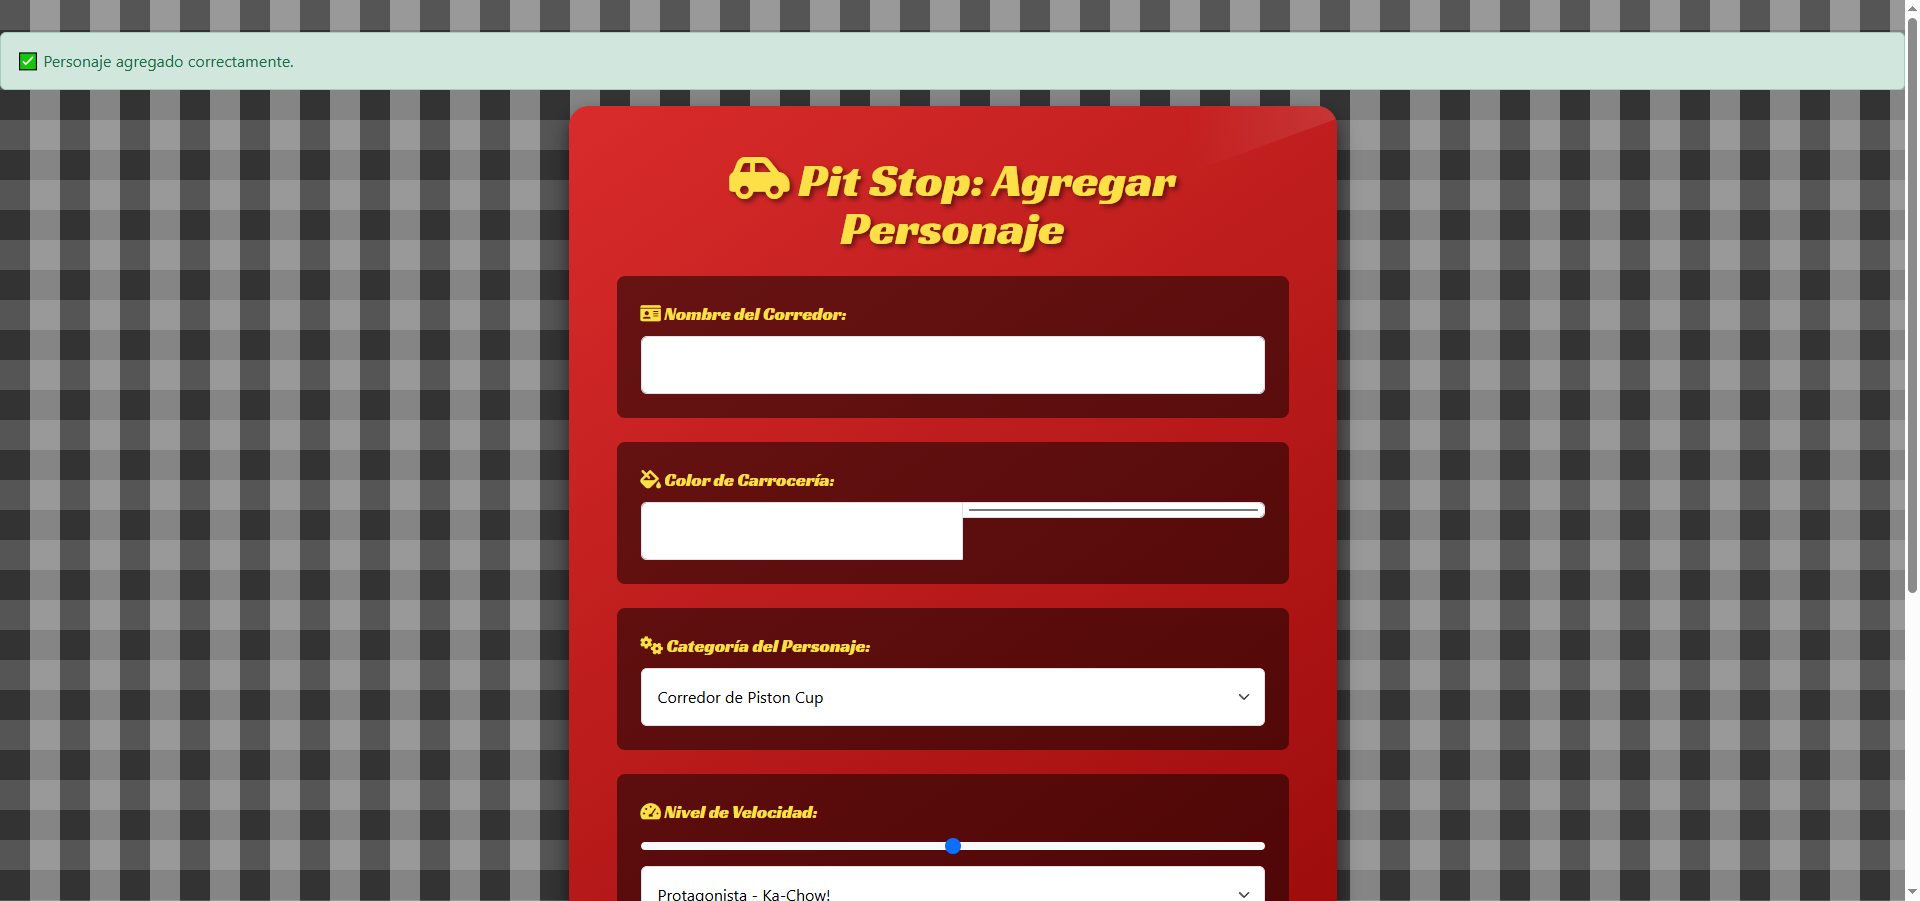 Personaje agregado correctamente.
Pit Stop: Agregar
Personaje
Nombre del Corredor:
Color de Carrocería:
Categoría del Personaje:
Corredor de Piston Cup
Nivel de Velocidad:
Protagonista - Ka-Chow!